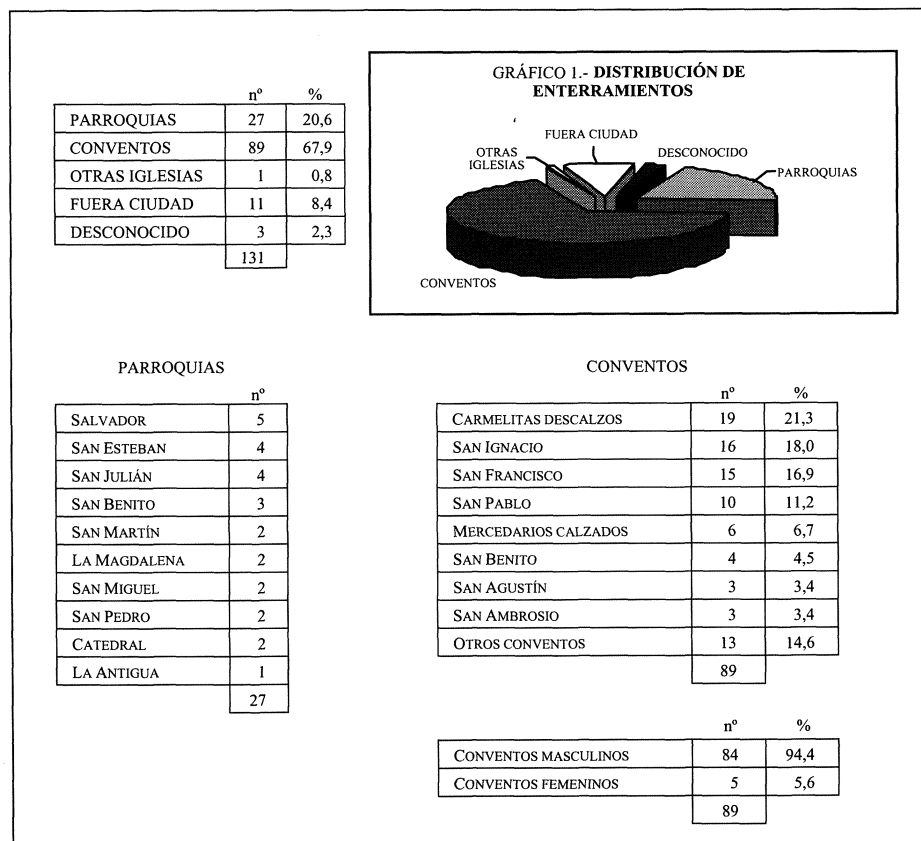 nº %
PARROQUIAS 27 20,6
CONVENTOS 89 67,9
OTRAS IGLESIAS 1 0,8
FUERA CIUDAD 11 8,4
DESCONOCIDO 3 2,3
131
GRÁFICO 1.- DISTRIBUCIÓN DE
ENTERRAMIENTOS
FUERA CIUDAD
OTRAS
IGLESIAS
DESCONOCIDO
PARROQUIAS
CONVENTOS
PARROQUIAS
nº
SALVADOR 5
SAN ESTEBAN 4
SAN JULIÁN 4
SAN BENITO 3
SAN MARTÍN 2
LA MAGDALENA 2
SAN MIGUEL 2
SAN PEDRO 2
CATEDRAL 2
LA ANTIGUA 1
27
CONVENTOS
nº %
CARMELITAS DESCALZOS 19 21,3
SAN IGNACIO 16 18,0
SAN FRANCISCO 15 16,9
SAN PABLO 10 11,2
MERCEDARIOS CALZADOS 6 6,7
SAN BENITO 4 4,5
SAN AGUSTÍN 3 3,4
SAN AMBROSIO 3 3,4
OTROS CONVENTOS 13 14,6
89
nº %
CONVENTOS MASCULINOS 84 94,4
CONVENTOS FEMENINOS 5 5,6
89